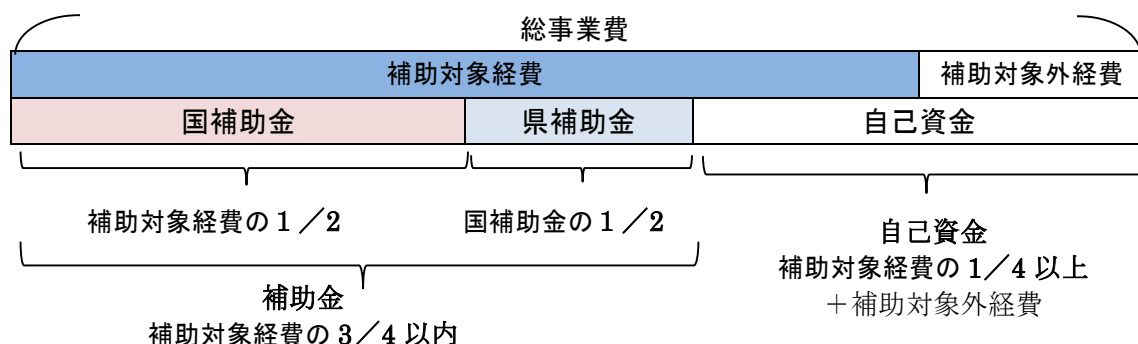 総事業費
補助対象経費 補助対象外経費
国補助金 県補助金 自己資金
補助対象経費の1／2 国補助金の1／2
自己資金
補助対象経費の1／4以上
＋補助対象外経費
補助金
補助対象経費の3／4以内